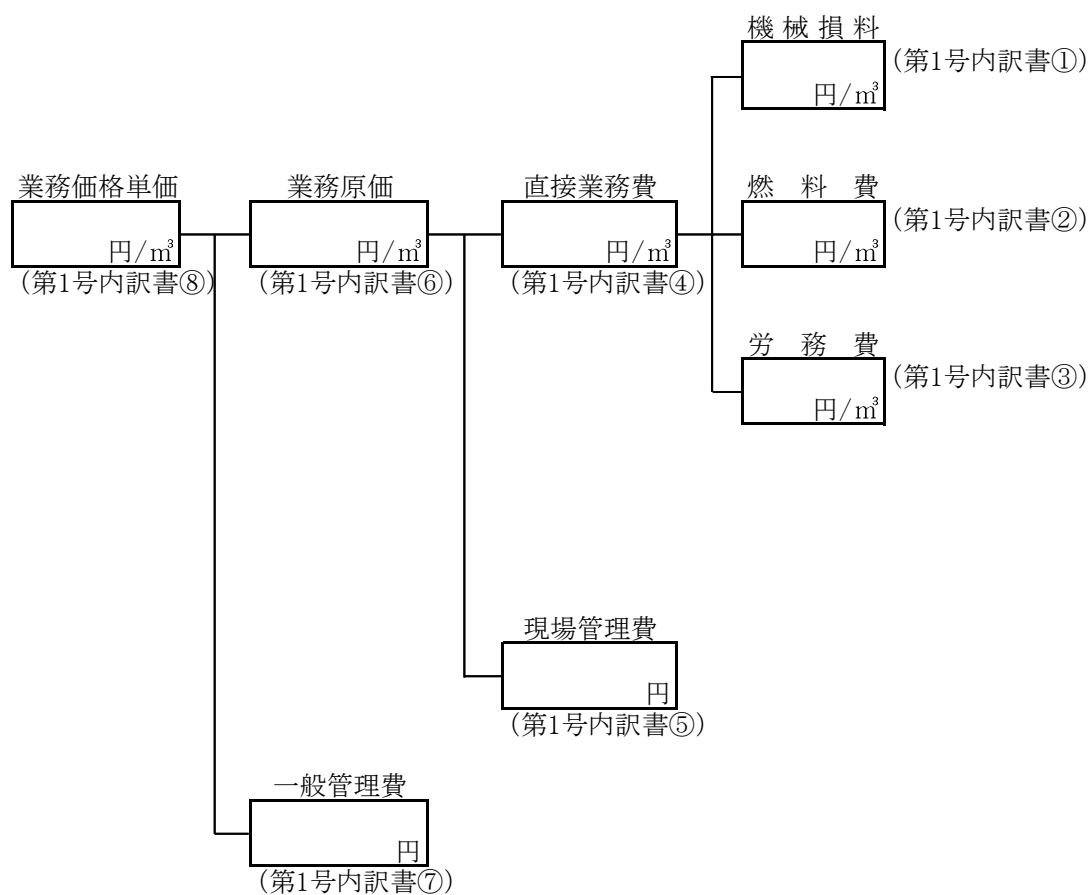 機械損料
円/㎥
(第1号内訳書①)
業務価格単価
円/㎥
(第1号内訳書⑧)
業務原価
円/㎥
(第1号内訳書⑥)
直接業務費
円/㎥
(第1号内訳書④)
燃料費
円/㎥
(第1号内訳書②)
労務費
円/㎥
(第1号内訳書③)
現場管理費
円
(第1号内訳書⑤)
一般管理費
円
(第1号内訳書⑦)